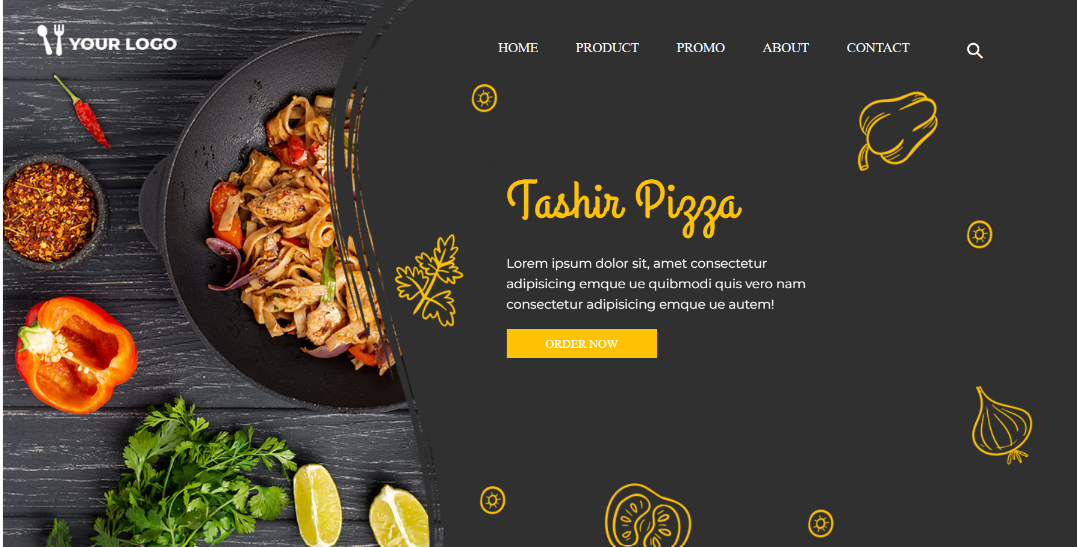 YOUR LOGO
HOME PRODUCT PROMO ABOUT CONTACT
Tashir Pizza
Lorem ipsum dolor sit, amet consectetur
adipisicing emque ue quibmodi quis vero nam
consectetur adipisicing emque ue autem!
ORDER NOW